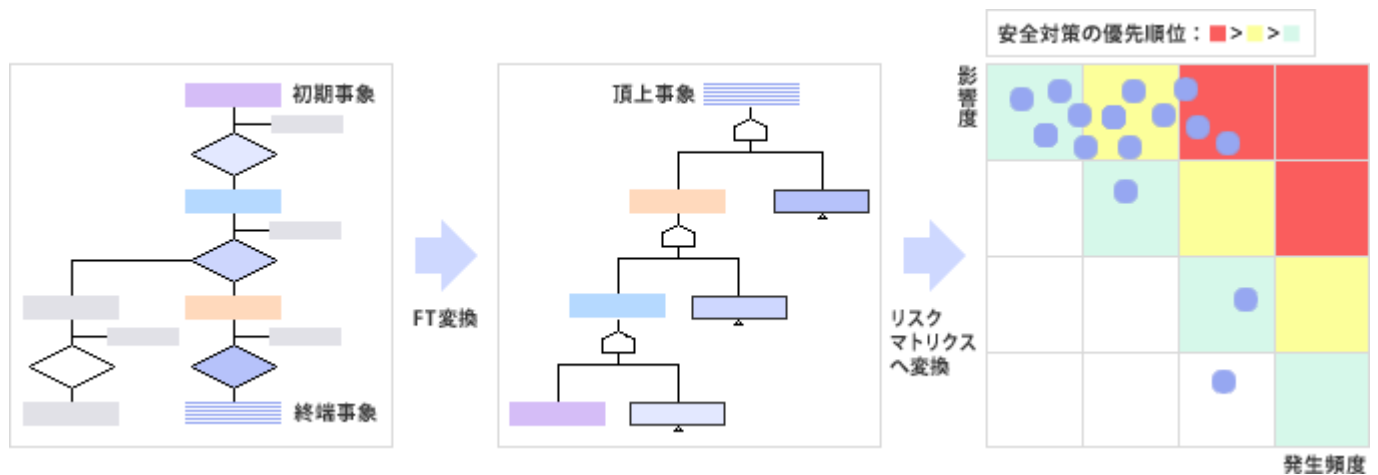 初期事象
終端事象
FT変換
頂上事象
リスク
マトリクス
へ変換
安全対策の優先順位：■>■>■
影響度
発生頻度